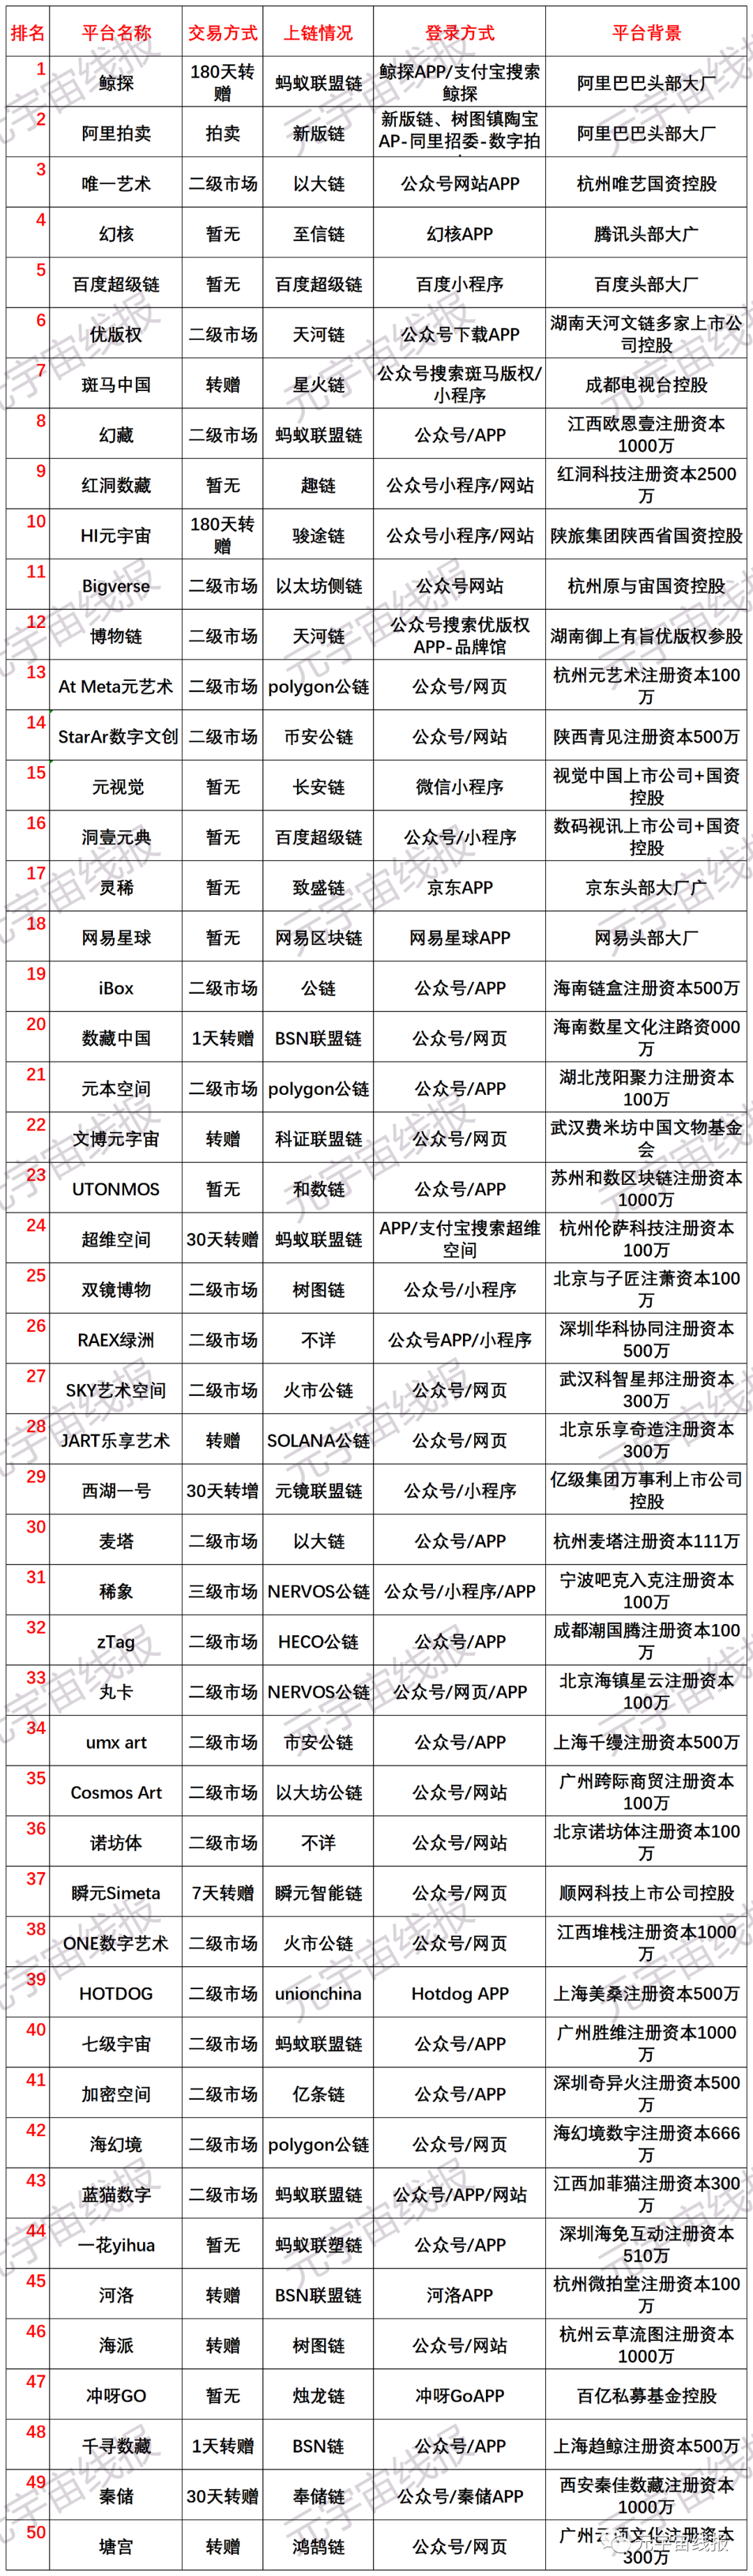 排名 平台名称 交易方式 上链情况 登录方式 平台背景
1 鲸探 180天转赠 蚂蚁联盟链 鲸探APP/支付宝搜索鲸探 阿里巴巴头部大厂
2 阿里拍卖 拍卖 新版链 新版链、树图镇陶宝AP-同里招委-数字拍 阿里巴巴头部大厂
3 唯一艺术 二级市场 以大链 公众号网站APP 杭州唯艺国资控股
4 幻核 暂无 至信链 幻核APP 腾讯头部大广
5 百度超级链 暂无 百度超级链 百度小程序 百度头部大厂
6 优版权 二级市场 天河链 公众号下载APP 湖南天河文链多家上市公司控股
7 斑马中国 转赠 星火链 公众号搜索斑马版权/小程序 成都电视台控股
8 幻藏 二级市场 蚂蚁联盟链 公众号/APP 江西欧恩壹注册资本1000万
9 红洞数藏 暂无 趣链 公众号小程序/网站 红洞科技注册资本2500万
10 HI元宇宙 180天转赠 骏途链 公众号小程序/网站 陕旅集团陕西省国资控股
11 Bigverse 二级市场 以太坊侧链 公众号网站 杭州原与宙国资控股
12 博物链 二级市场 天河链 公众号搜索优版权APP-品牌馆 湖南御上有旨优版权参股
13 At Meta元艺术 二级市场 polygon公链 公众号/网页 杭州元艺术注册资本100万
14 StarAr数字文创 二级市场 币安公链 公众号/网站 陕西青见注册资本500万
15 元视觉 暂无 长安链 微信小程序 视觉中国上市公司+国资控股
16 洞壹元典 暂无 百度超级链 公众号/小程序 数码视讯上市公司+国资控股
17 灵稀 暂无 致盛链 京东APP 京东头部大厂广
18 网易星球 暂无 网易区块链 网易星球APP 网易头部大厂
19 iBox 二级市场 公链 公众号/APP 海南链盒注册资本500万
20 数藏中国 1天转赠 BSN联盟链 公众号/网页 海南数星文化注路资000万
21 元本空间 二级市场 polygon公链 公众号/APP 湖北茂阳聚力注册资本100万
22 文博元字宙 转赠 科证联盟链 公众号/网页 武汉费米坊中国文物基金会
23 UTONMOS 暂无 和数链 公众号/APP 苏州和数区块链注册资本1000万
24 超维空间 30天转赠 蚂蚁联盟链 APP/支付宝搜索超维空间 杭州伦萨科技注册资本100万
25 双镜博物 二级市场 树图链 公众号/小程序 北京与子匠注萧资本100万
26 RAEX绿洲 二级市场 不详 公众号APP/小程序 深圳华科协同注册资本500万
27 SKY艺术空间 二级市场 火市公链 公众号/网页 武汉科智星邦注册资本300万
28 JART乐享艺术 转赠 SOLANA公链 公众号/网页 北京乐享奇造注册资本300万
29 西湖一号 30天转增 元镜联盟链 公众号/小程序 亿级集团万事利上市公司控股
30 麦塔 二级市场 以大链 公众号/APP 杭州麦塔注册资本111万
31 稀象 三级市场 NERVOS公链 公众号/小程序/APP 宁波吧克入克注册资本100万
32 zTag 二级市场 HECO公链 公众号/APP 成都潮国腾注册资本100万
33 丸卡 二级市场 NERVOS公链 公众号/网页/APP 北京海镇星云注册资本100万
34 umx art 二级市场 市安公链 公众号/APP 上海千缦注册资本500万
35 Cosmos Art 二级市场 以大坊公链 公众号/网站 广州跨际商贸注册资本100万
36 诺坊体 二级市场 不详 公众号/网站 北京诺坊体注册资本100万
37 瞬元Simeta 7天转赠 瞬元智能链 公众号/网页 顺网科技上市公司控股
38 ONE数字艺术 二级市场 火市公链 公众号/网页 江西堆栈注册资本1000万
39 HOTDOG 二级市场 unionchina Hotdog APP 上海美桑注册资本500万
40 七级宇宙 二级市场 蚂蚊联盟链 公众号/APP 广州胜维注册资本1000万
41 加密空间 二级市场 亿条链 公众号/APP 深圳奇异火注册资本500万
42 海幻境 二级市场 polygon公链 公众号/网页 海幻境数字注册资本666万
43 蓝猫数字 二级市场 蚂蚁联盟链 公众号/APP/网站 江西加菲猫注册资本300万
44 一花yihua 暂无 蚂蚁联塑链 公众号/APP 深圳海免互动注册资本510万
45 河洛 转赠 BSN联盟链 河洛APP 杭州微拍堂注册资本100万
46 海派 转赠 树图链 公众号/网站 杭州云草流图注册资本1000万
47 冲呀GO 暂无 烛龙链 冲呀GoAPP 百亿私募基金控股
48 千寻数藏 1天转赠 BSN链 公众号/APP 上海趋鲸注册资本500万
49 秦储 30天转赠 奉储链 公众号/秦储APP 西安秦佳数藏注册资本1000万
50 塘宫 转赠 鸿鹄链 公众号/网页 广州云 文化注册资本300万
元宇宙线报